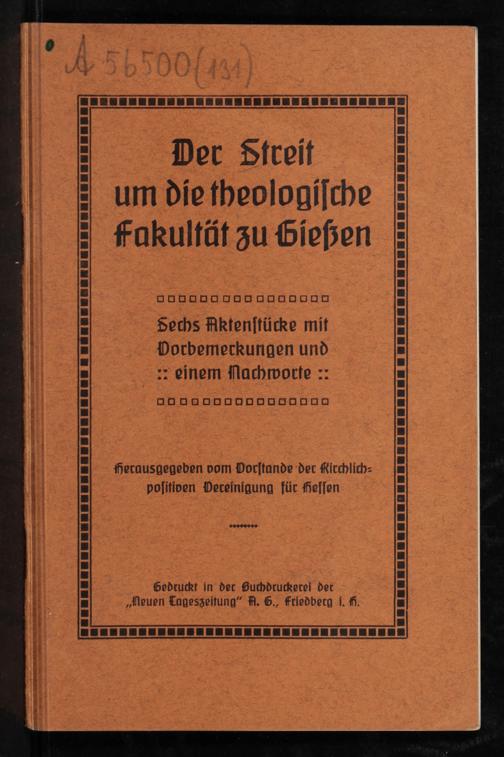 A 56500(131)
Der Streit
um die theologiſche
Fakultät zu Gießen
Sechs Aktenſtücke mit
Vorbemerkungen und
:: einem Nachworte ::
Herausgegeben vom Vorſtande der Kirchlich-
poſitiven Vereinigung für Heſſen
Gedruckt in der Buchdruckerei der
„Neuen Tageszeitung“ A. G., Friedberg i. H.